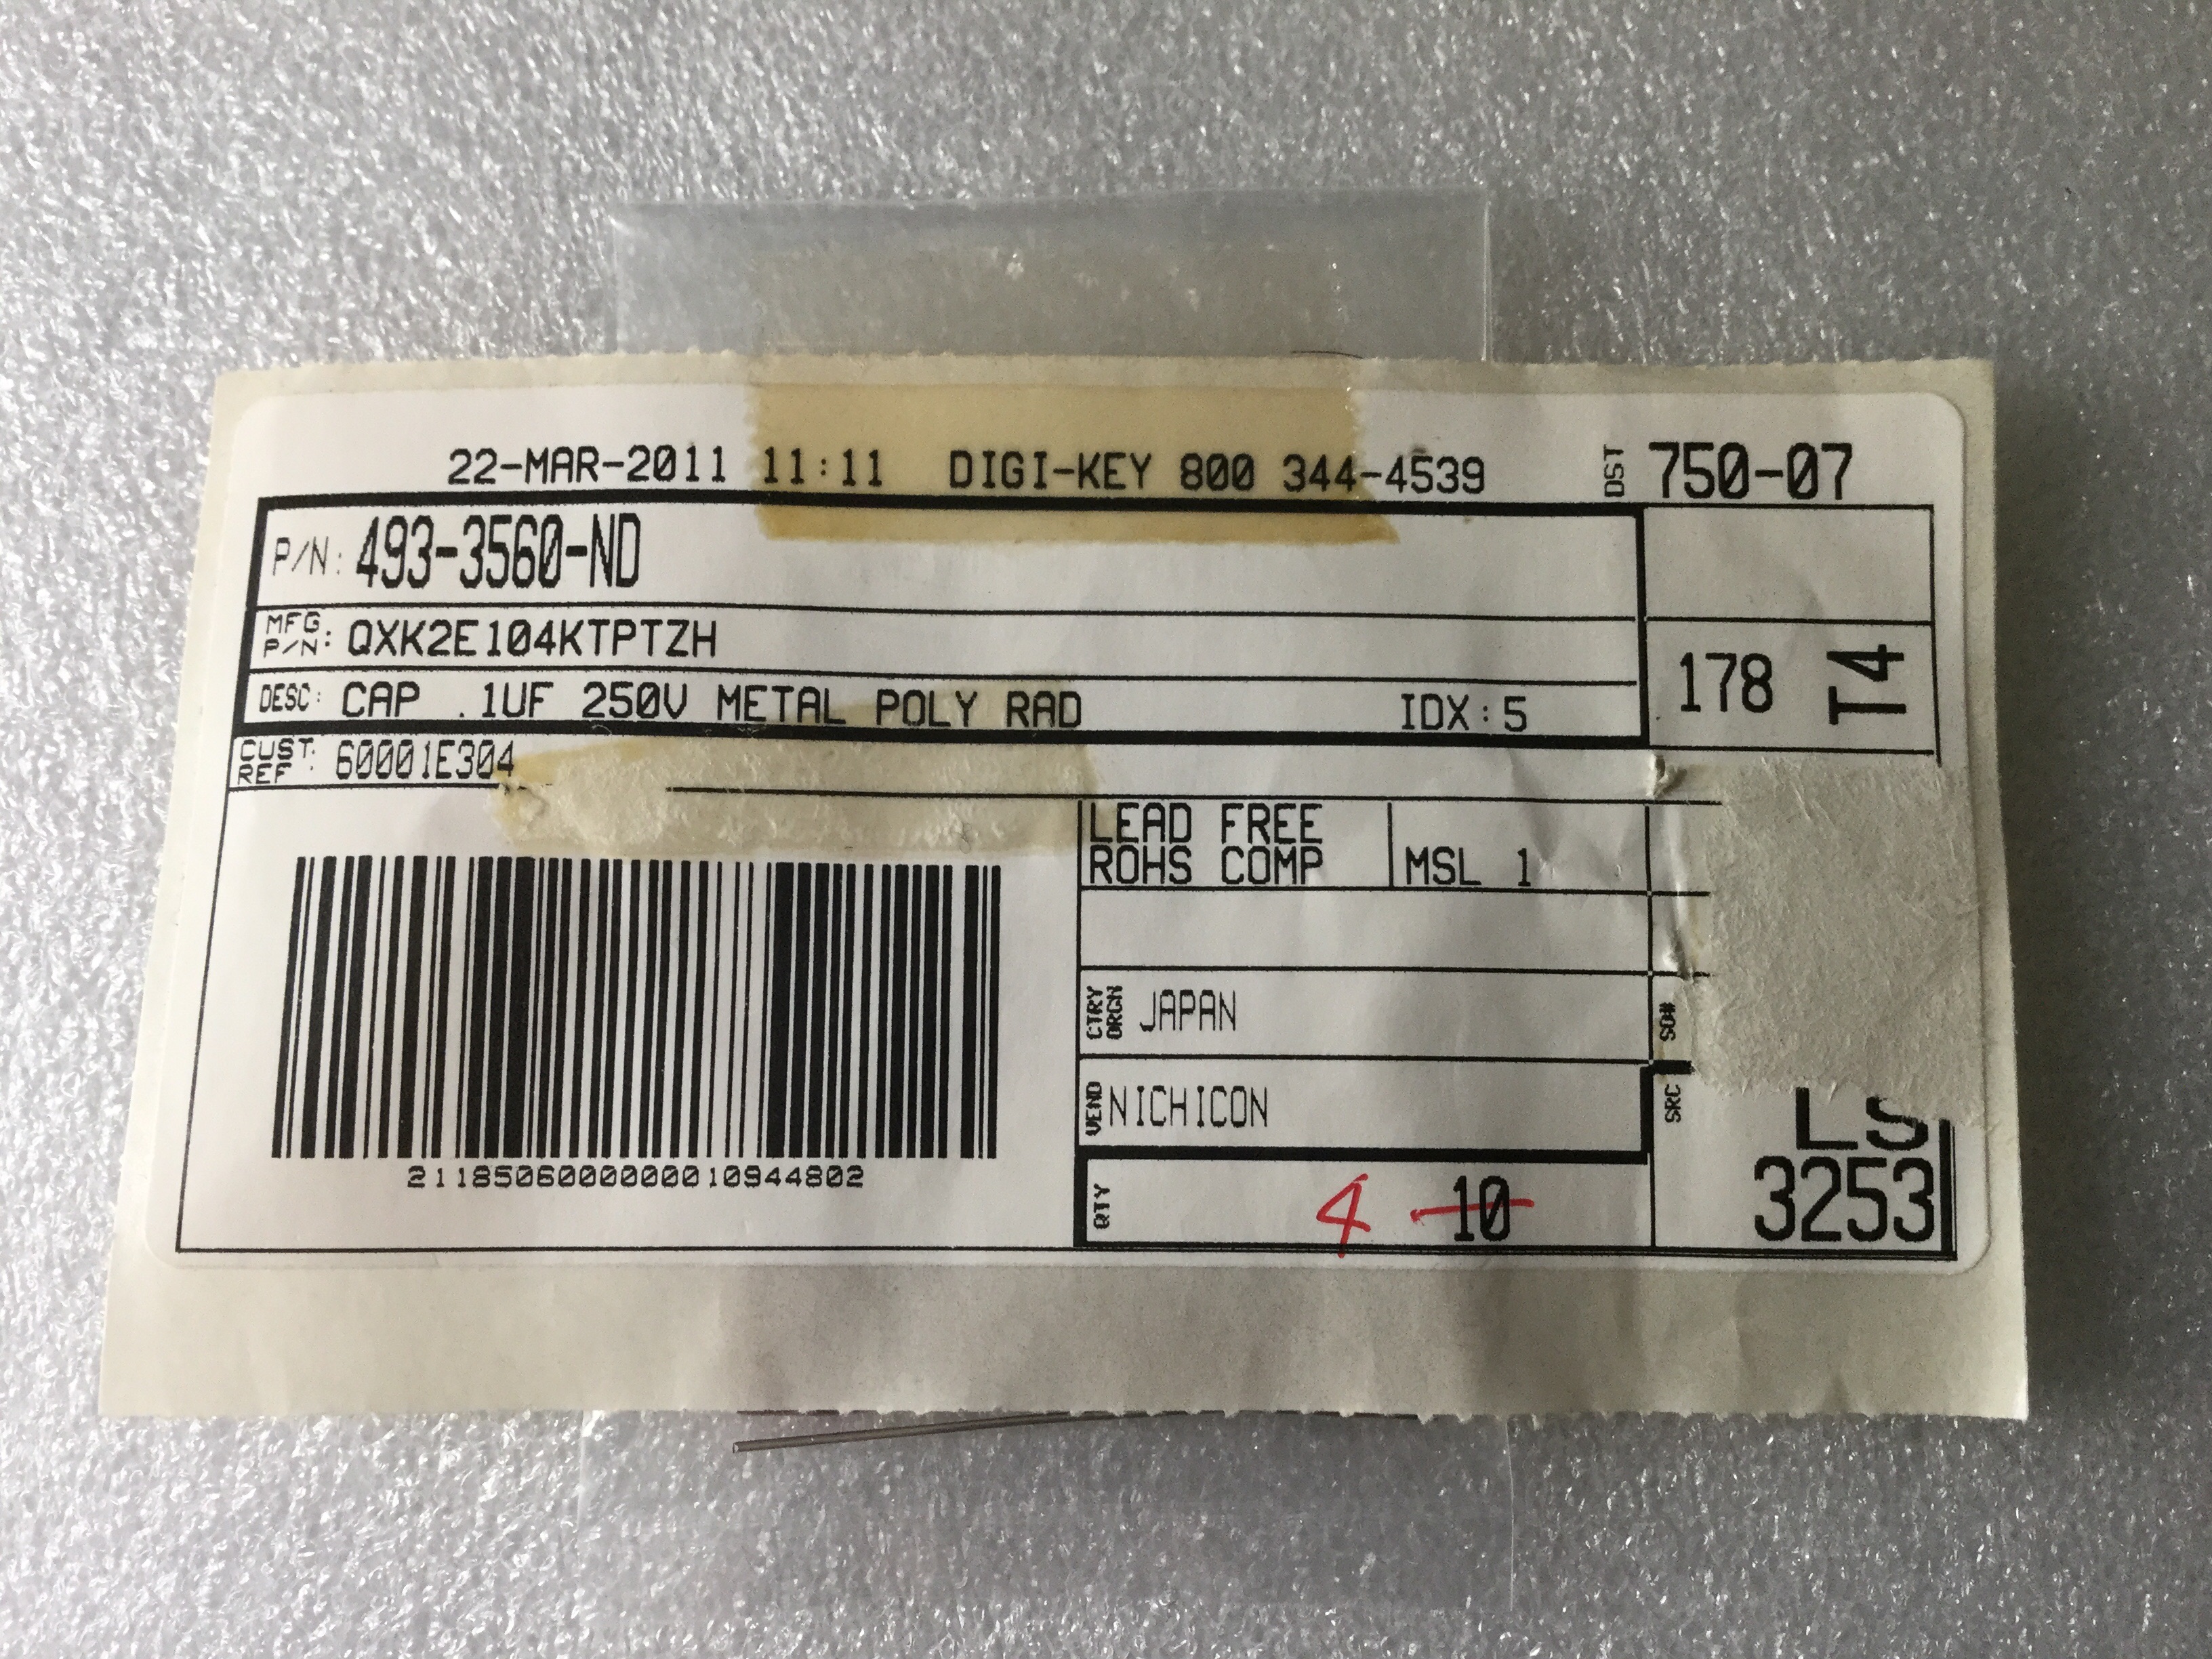 22-MAR-2011 11:11 DIGI-KEY 800 344-4539 DST 750-07
P/N: 493-3560-ND
MFG P/N: QXK2E104KTPTZH
178 T4
DESC: CAP .1UF 250V METAL POLY RAD IDX:5
CUST REF: 60001E304
LEAD FREE
ROHS COMP MSL 1
CTRY ORGN JAPAN SO#
VEND NICHICON SRC
LS
3253
2118506000000010944802
QTY 4 10